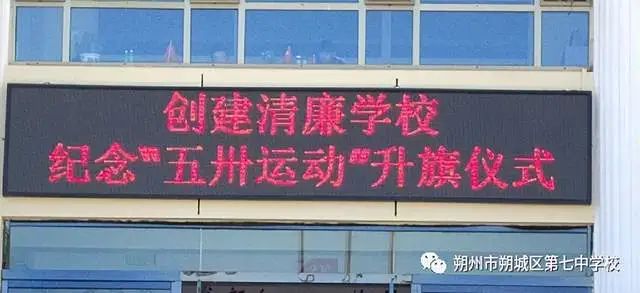 创建清廉学校
纪念"五卅运动"升旗仪式
朔州市朔城区第七中学校